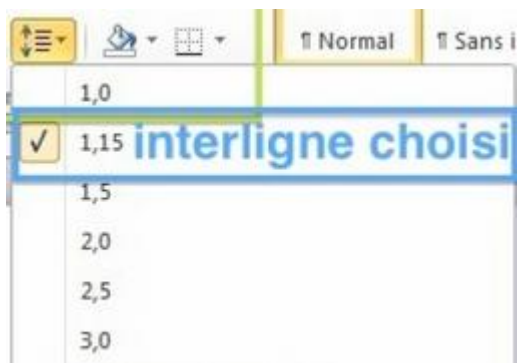 ¶ Normal ¶ Sans i
1,0
1,15 interligne choisi
1,5
2,0
2,5
3,0